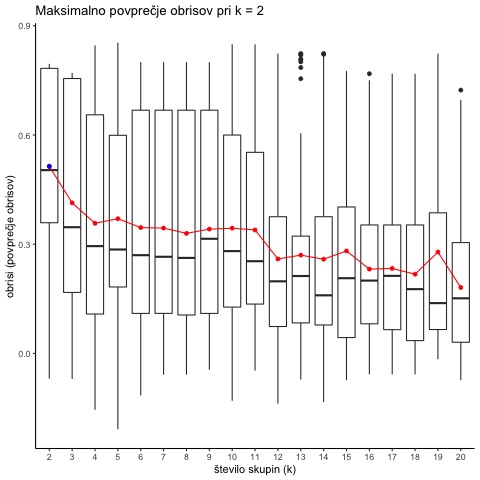 Maksimalno povprečje obrisov pri k = 2
obrisi (povprečje obrisov)
0.9
0.6
0.3
0.0
2 3 4 5 6 7 8 9 10 11 12 13 14 15 16 17 18 19 20
število skupin (k)